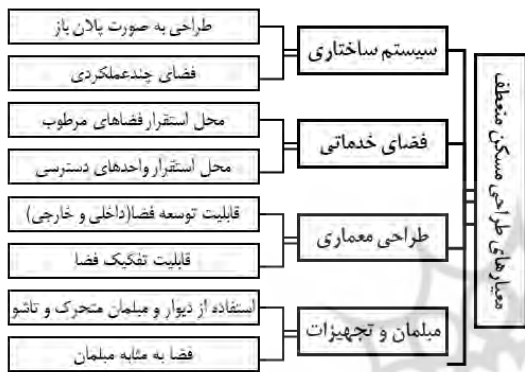 معیارهای طراحی مسکن منعطف
سیستم ساختاری
طراحی به صورت پلان باز
فضای چندعملکردی
فضای خدماتی
محل استقرار فضاهای مرطوب
محل استقرار واحدهای دسترسی
طراحی معماری
قابلیت توسعه فضا(داخلی و خارجی)
قابلیت تفکیک فضا
مبلمان و تجهیزات
استفاده از دیوار و مبلمان متحرک و تاشو
فضا به مثابه مبلمان